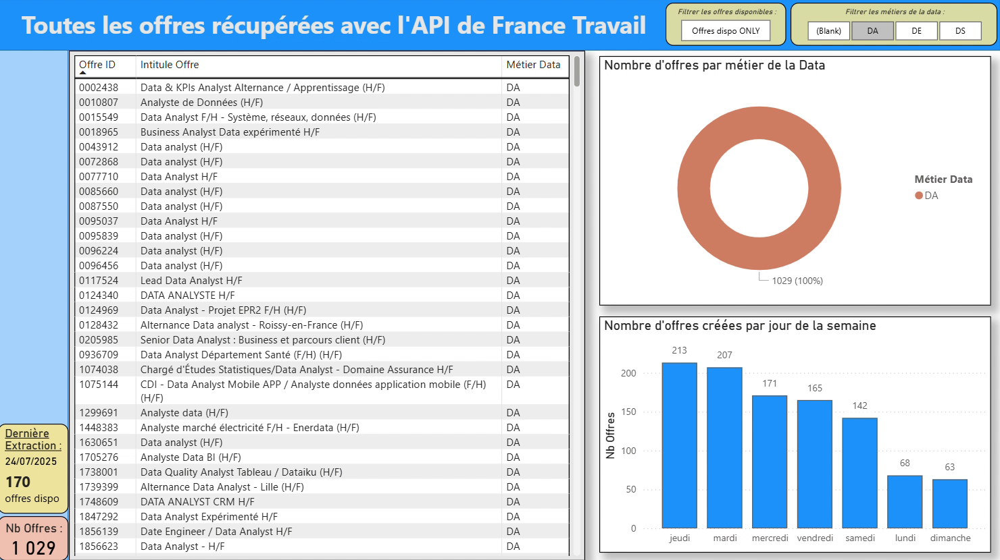 Toutes les offres récupérées avec l'API de France Travail
Filtrer les offres disponibles :
Offres dispo ONLY
Filtrer les métiers de la data :
(Blank) DA DE DS
Offre ID Intitule Offre Métier Data
0002438 Data & KPIs Analyst Alternance / Apprentissage (H/F) DA
0010807 Analyste de Données (H/F) DA
0015549 Data Analyst F/H - Système, réseaux, données (H/F) DA
0018965 Business Analyst Data expérimenté H/F DA
0043912 Data analyst (H/F) DA
0072868 Data analyst (H/F) DA
0077710 Data Analyst H/F DA
0085660 Data analyst (H/F) DA
0087550 Data analyst (H/F) DA
0095037 Data Analyst H/F DA
0095839 Data analyst (H/F) DA
0096224 Data analyst (H/F) DA
0096456 Data analyst (H/F) DA
0117524 Lead Data Analyst H/F DA
0124340 DATA ANALYSTE H/F DA
0124969 Data Analyst - Projet EPR2 F/H (H/F) DA
0128432 Alternance Data analyst - Roissy-en-France (H/F) DA
0205985 Senior Data Analyst : Business et parcours client (H/F) DA
0936709 Data Analyst Département Santé (F/H) (H/F) DA
1074038 Chargé d'Études Statistiques/Data Analyst - Domaine Assurance H/F DA
1075144 CDI - Data Analyst Mobile APP / Analyste données application mobile (F/H) DA
(H/F)
1299691 Analyste data (H/F) DA
1448383 Analyste marché électricité F/H - Enerdata (H/F) DA
1630651 Data analyst (H/F) DA
1705276 Analyste Data BI (H/F) DA
1738001 Data Quality Analyst Tableau / Dataiku (H/F) DA
1739399 Alternance Data Analyst - Lille (H/F) DA
1748609 DATA ANALYST CRM H/F DA
1847292 Data Analyst Expérimenté H/F DA
1856139 Date Engineer / Data Analyst H/F DA
1856623 Data Analyst - H/F DA
Dernière
Extraction :
24/07/2025
170
offres dispo
Nb Offres :
1 029
Nombre d'offres par métier de la Data
Métier Data
DA
1029 (100%)
Nombre d'offres créées par jour de la semaine
Nb Offres
200
150
100
50
0
213 207 171 165 142 68 63
jeudi mardi mercredi vendredi samedi lundi dimanche